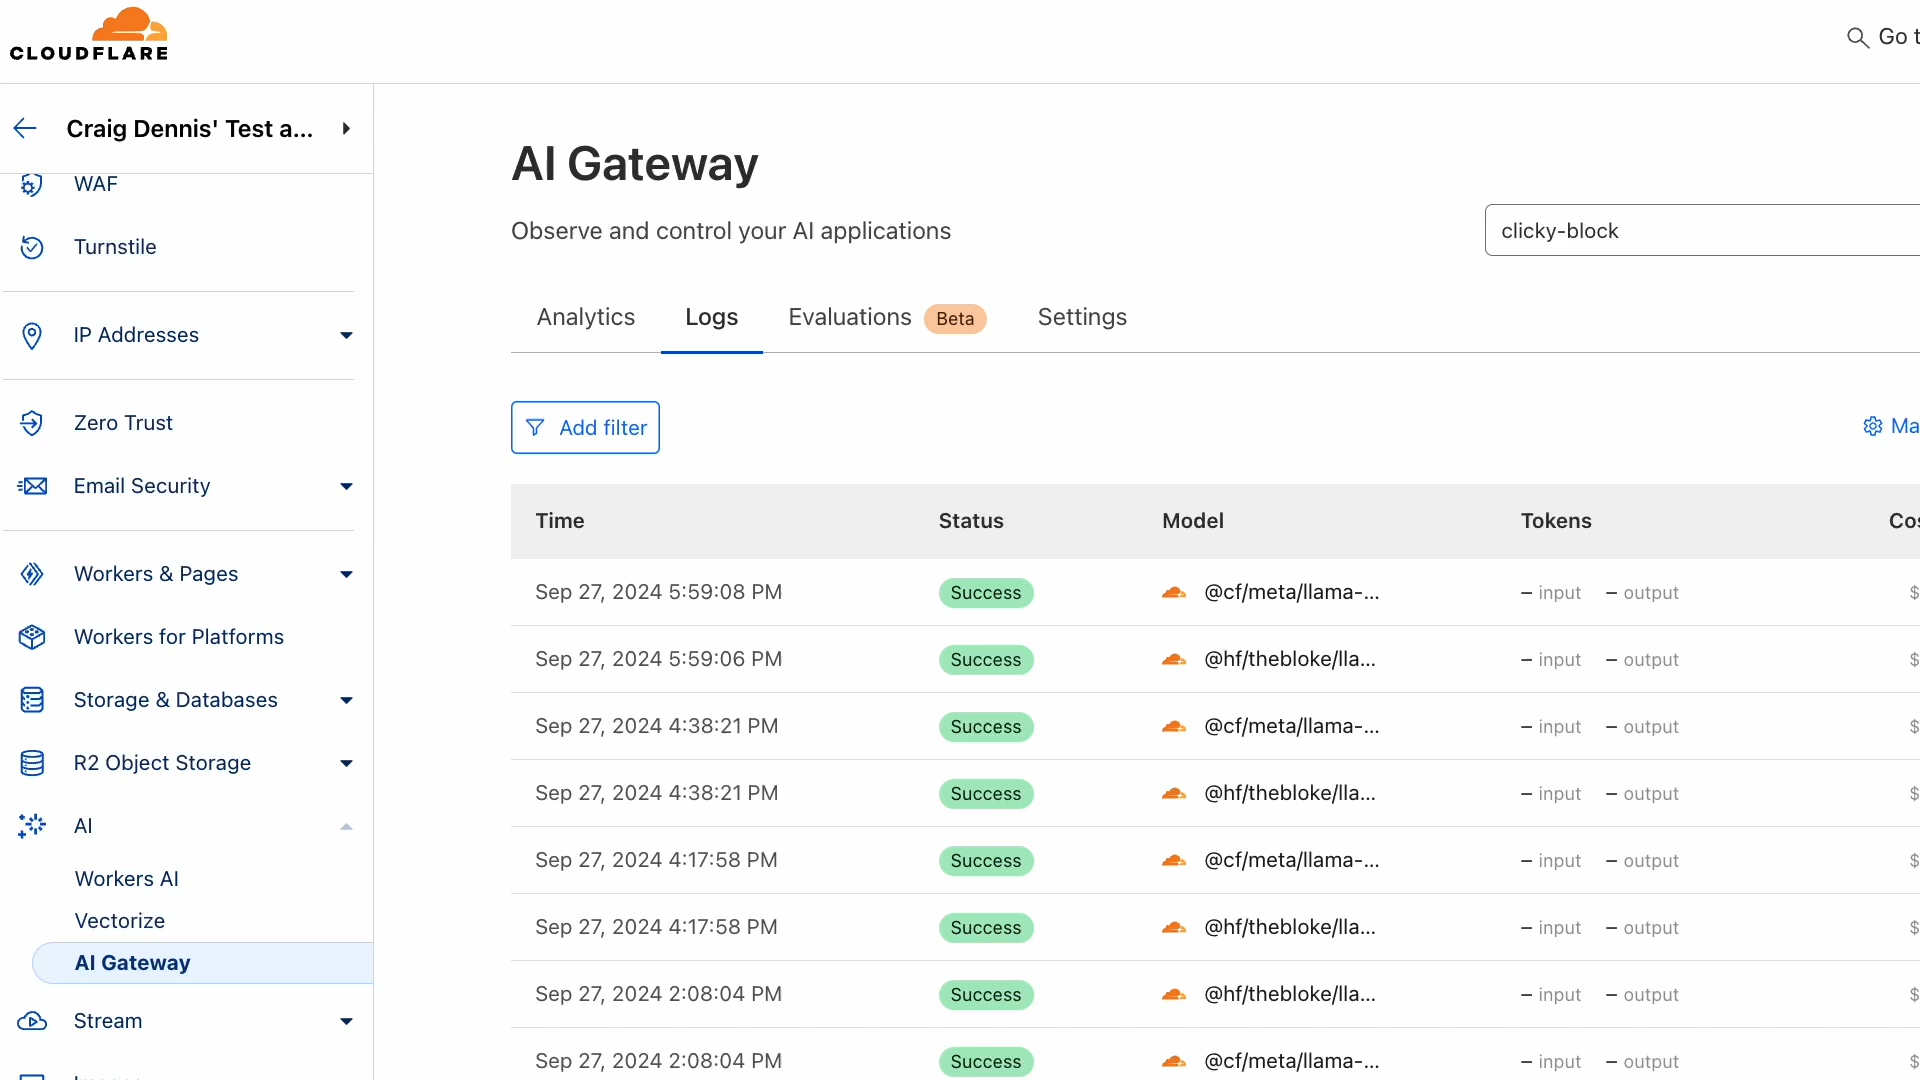 CLOUDFLARE
Go t
Craig Dennis' Test a...
WAF
Turnstile
IP Addresses
Zero Trust
Email Security
Workers & Pages
Workers for Platforms
Storage & Databases
R2 Object Storage
AI
Workers AI
Vectorize
AI Gateway
Stream
AI Gateway
Observe and control your AI applications
clicky-block
Analytics Logs Evaluations Beta Settings
Add filter
Ma
Time Status Model Tokens Cos
Sep 27, 2024 5:59:08 PM Success @cf/meta/llama-... – input – output $
Sep 27, 2024 5:59:06 PM Success @hf/thebloke/lla... – input – output $
Sep 27, 2024 4:38:21 PM Success @cf/meta/llama-... – input – output $
Sep 27, 2024 4:38:21 PM Success @hf/thebloke/lla... – input – output $
Sep 27, 2024 4:17:58 PM Success @cf/meta/llama-... – input – output $
Sep 27, 2024 4:17:58 PM Success @hf/thebloke/lla... – input – output $
Sep 27, 2024 2:08:04 PM Success @hf/thebloke/lla... – input – output $
Sep 27, 2024 2:08:04 PM Success @cf/meta/llama-... – input – output $